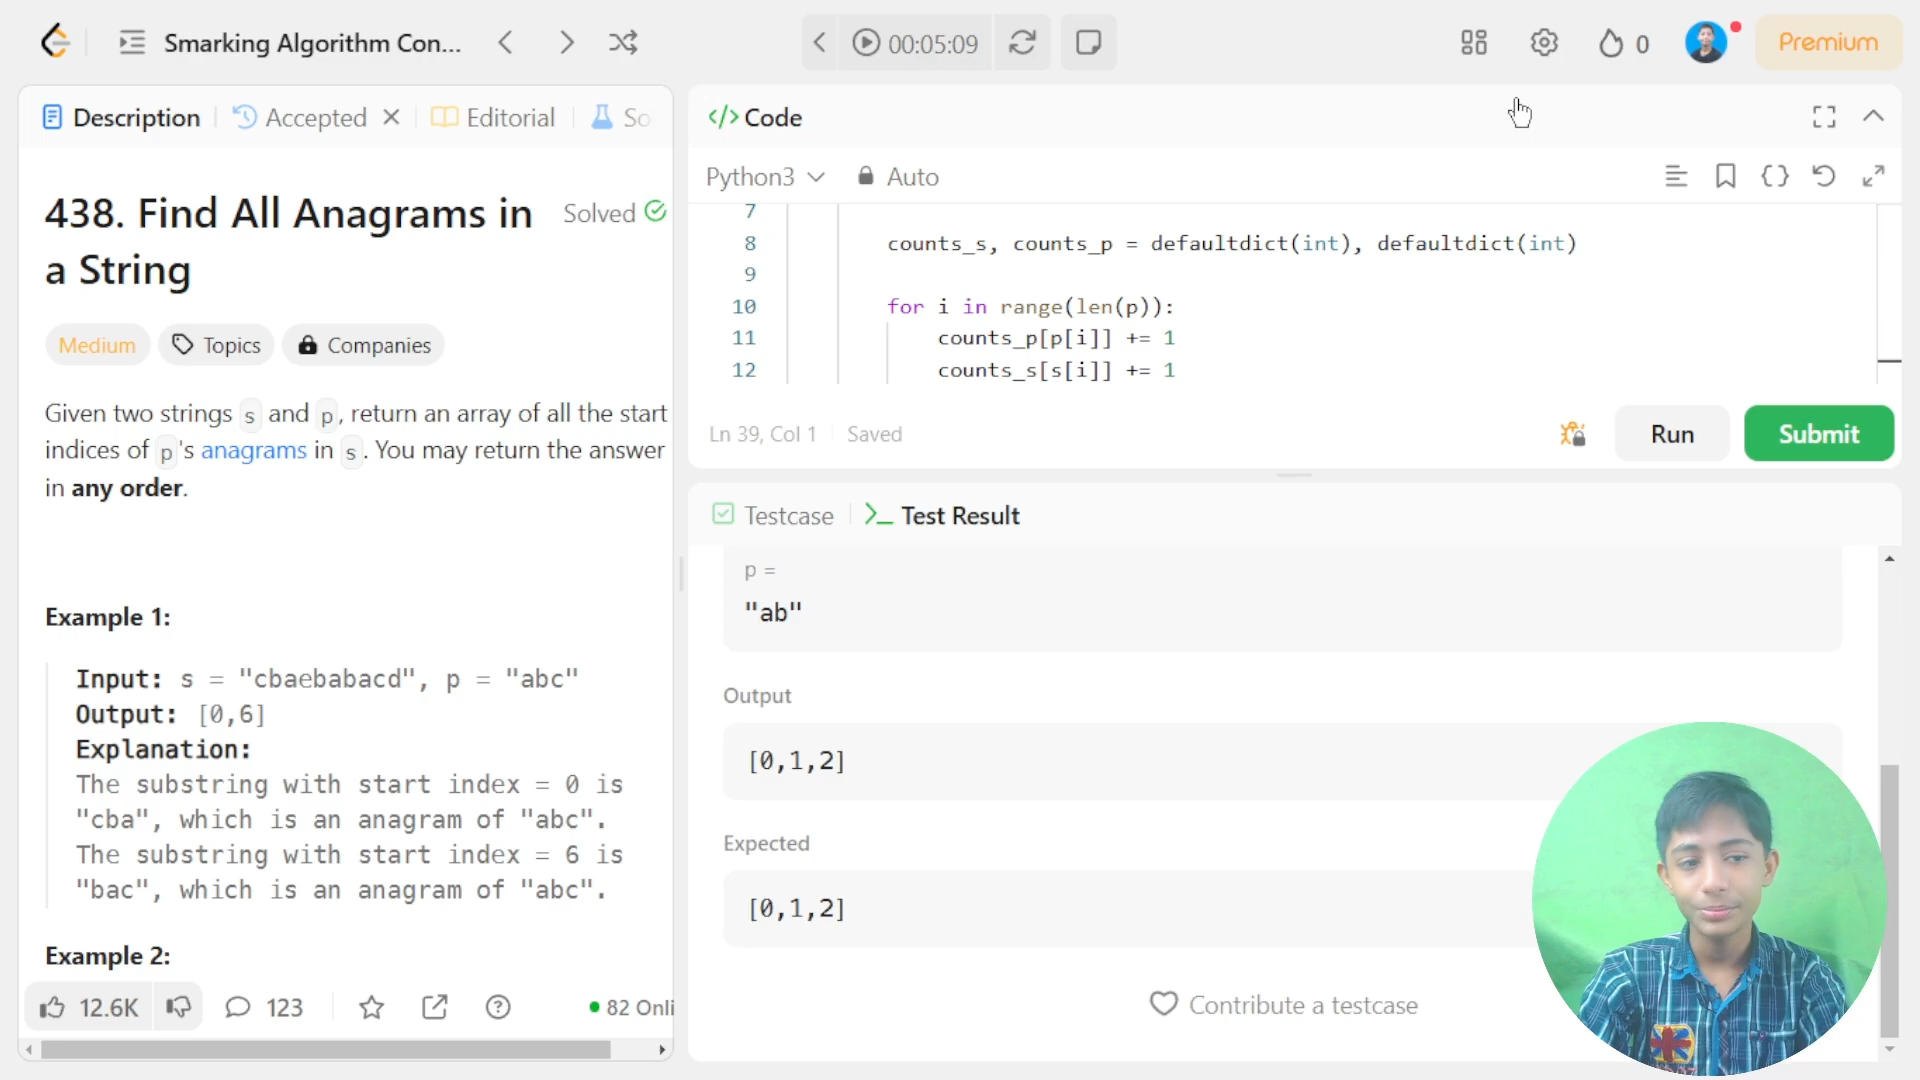 Smarking Algorithm Con...
00:05:09
0
Premium
Description
Accepted
Editorial
So
438. Find All Anagrams in
a String
Solved
Medium
Topics
Companies
Given two strings s and p, return an array of all the start
indices of p's anagrams in s. You may return the answer
in any order.
Example 1:
Input: s = "cbaebabacd", p = "abc"
Output: [0,6]
Explanation:
The substring with start index = 0 is
"cba", which is an anagram of "abc".
The substring with start index = 6 is
"bac", which is an anagram of "abc".
Example 2:
12.6K
123
82 Onli
</> Code
Python3
Auto
7
8 counts_s, counts_p = defaultdict(int), defaultdict(int)
9
10 for i in range(len(p)):
11 counts_p[p[i]] += 1
12 counts_s[s[i]] += 1
Ln 39, Col 1
Saved
Run
Submit
Testcase
Test Result
p =
"ab"
Output
[0,1,2]
Expected
[0,1,2]
Contribute a testcase